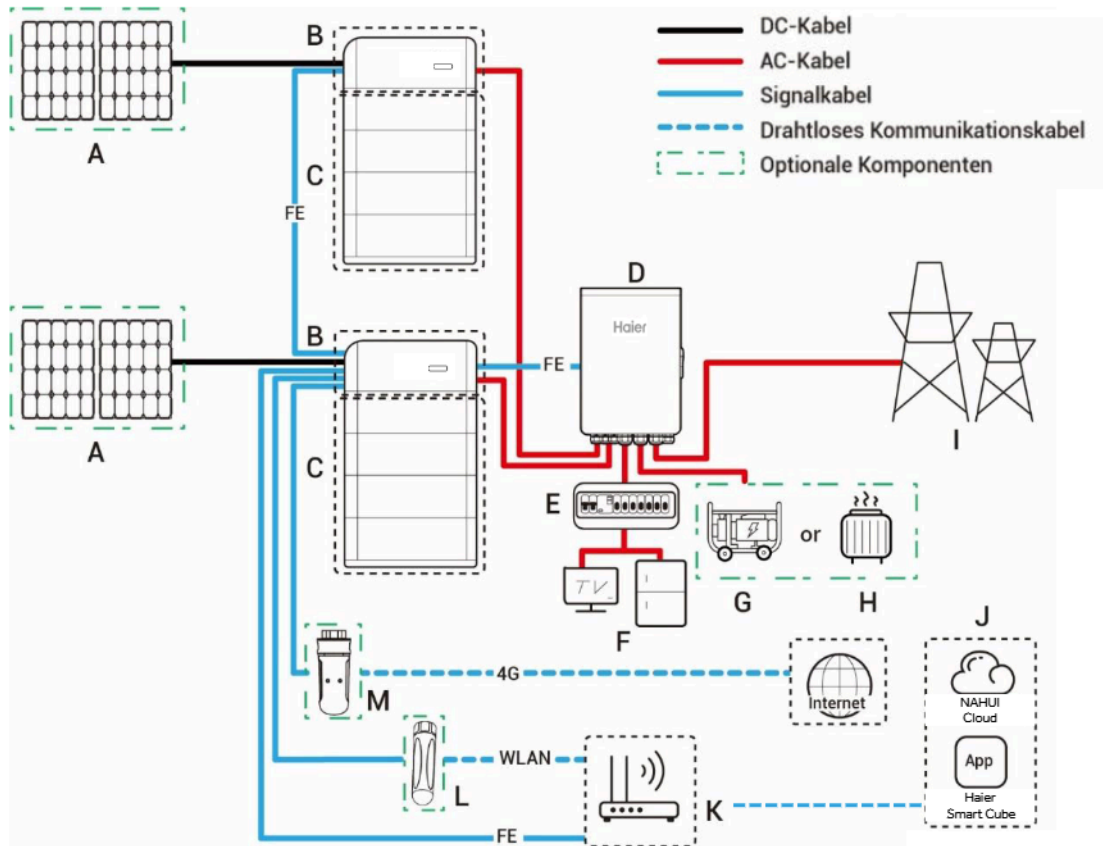 DC-Kabel
AC-Kabel
Signalkabel
Drahtloses Kommunikationskabel
Optionale Komponenten
B
A
C
FE
D
Haier
B
FE
A
C
I
E
or
TV
G
H
F
J
M
4G
Internet
NAHUI
Cloud
L
WLAN
K
App
Haier
Smart Cube
FE